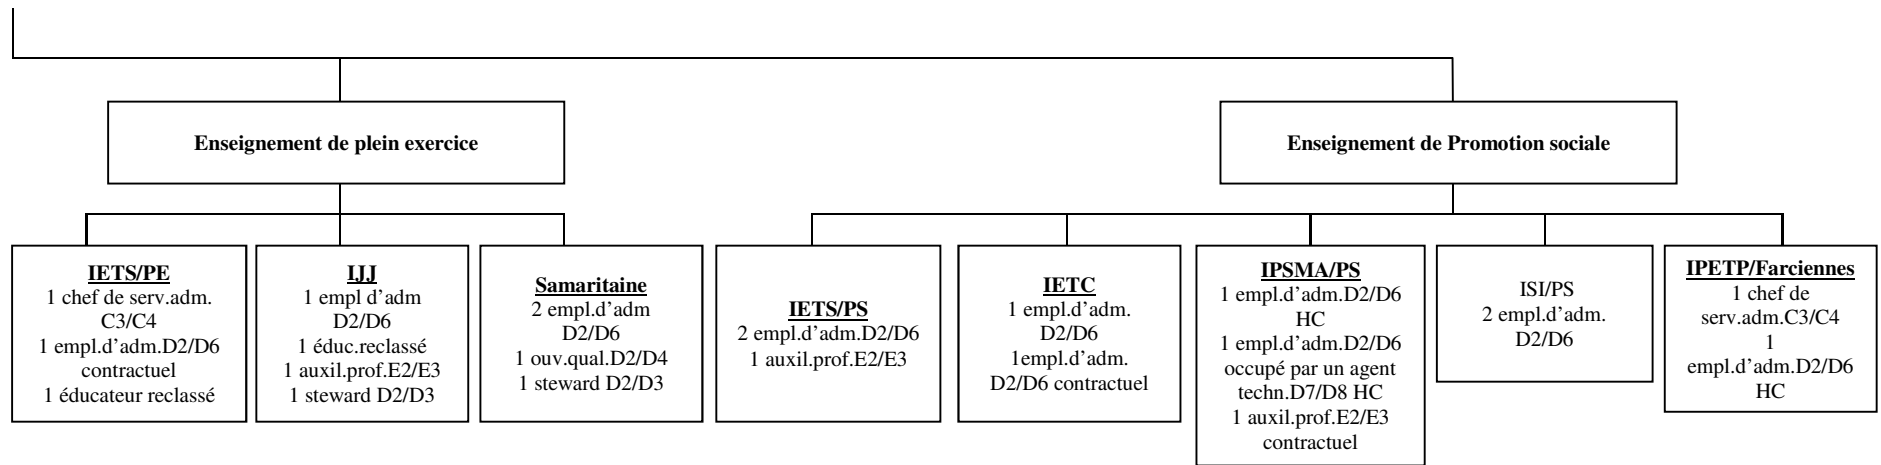 Enseignement de plein exercice
Enseignement de Promotion sociale
IETS/PE
1 chef de serv.adm.
C3/C4
1 empl.d’adm.D2/D6
contractuel
1 éducateur reclassé
IJJ
1 empl d’adm
D2/D6
1 éduc.reclassé
1 auxil.prof.E2/E3
1 steward D2/D3
Samaritaine
2 empl.d’adm
D2/D6
1 ouv.qual.D2/D4
1 steward D2/D3
IETS/PS
2 empl.d’adm.D2/D6
1 auxil.prof.E2/E3
IETC
1 empl.d’adm.
D2/D6
1empl.d’adm.
D2/D6 contractuel
IPSMA/PS
1 empl.d’adm.D2/D6
HC
1 empl.d’adm.D2/D6
occupé par un agent
techn.D7/D8 HC
1 auxil.prof.E2/E3
contractuel
ISI/PS
2 empl.d’adm.
D2/D6
IPETP/Farciennes
1 chef de
serv.adm.C3/C4
1
empl.d’adm.D2/D6
HC